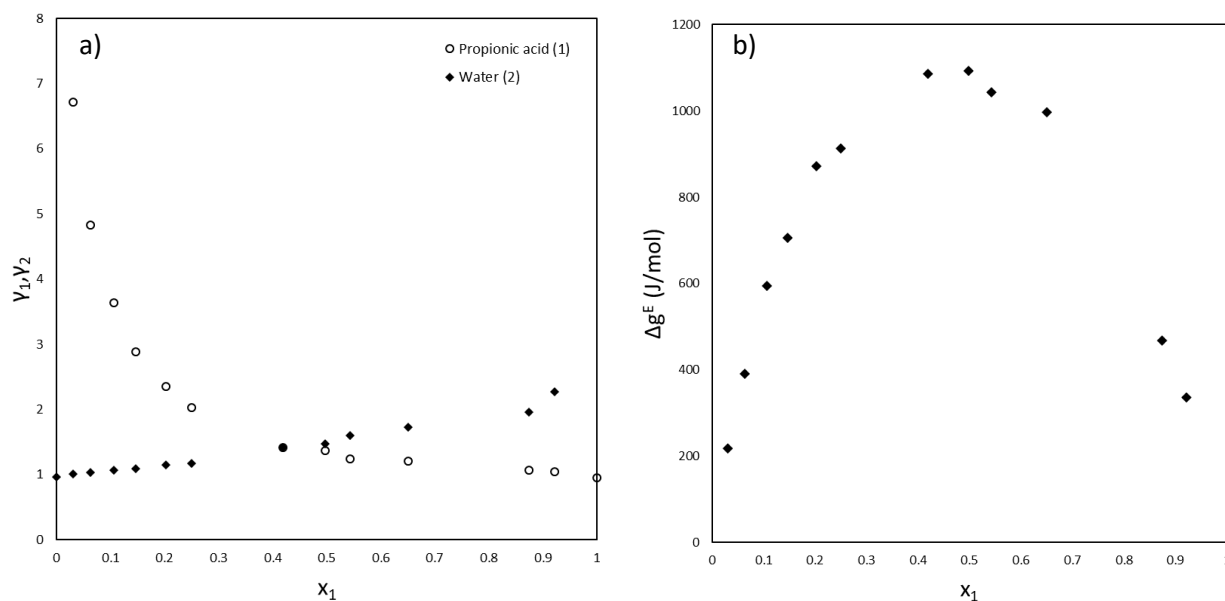 a)
Propionic acid (1)
Water (2)
8
7
6
5
4
3
2
1
0
γ₁,γ₂
0 0.1 0.2 0.3 0.4 0.5 0.6 0.7 0.8 0.9 1
x₁
b)
1200
1000
800
600
400
200
0
Δgᴱ (J/mol)
0 0.1 0.2 0.3 0.4 0.5 0.6 0.7 0.8 0.9 1
x₁